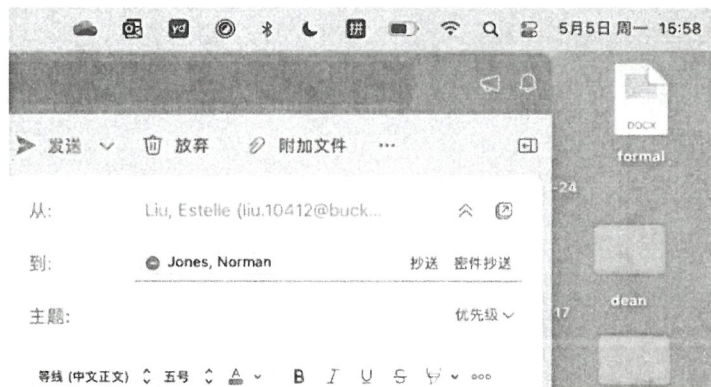 yd 拼 5月5日 周一 15:58
DOCX
formal
发送 放弃 附加文件 ...
-24
从: Liu, Estelle (liu.10412@buck...
到: Jones, Norman 抄送 密件抄送
dean
主题: 优先级
17
等线 (中文正文) 五号 A B I U S